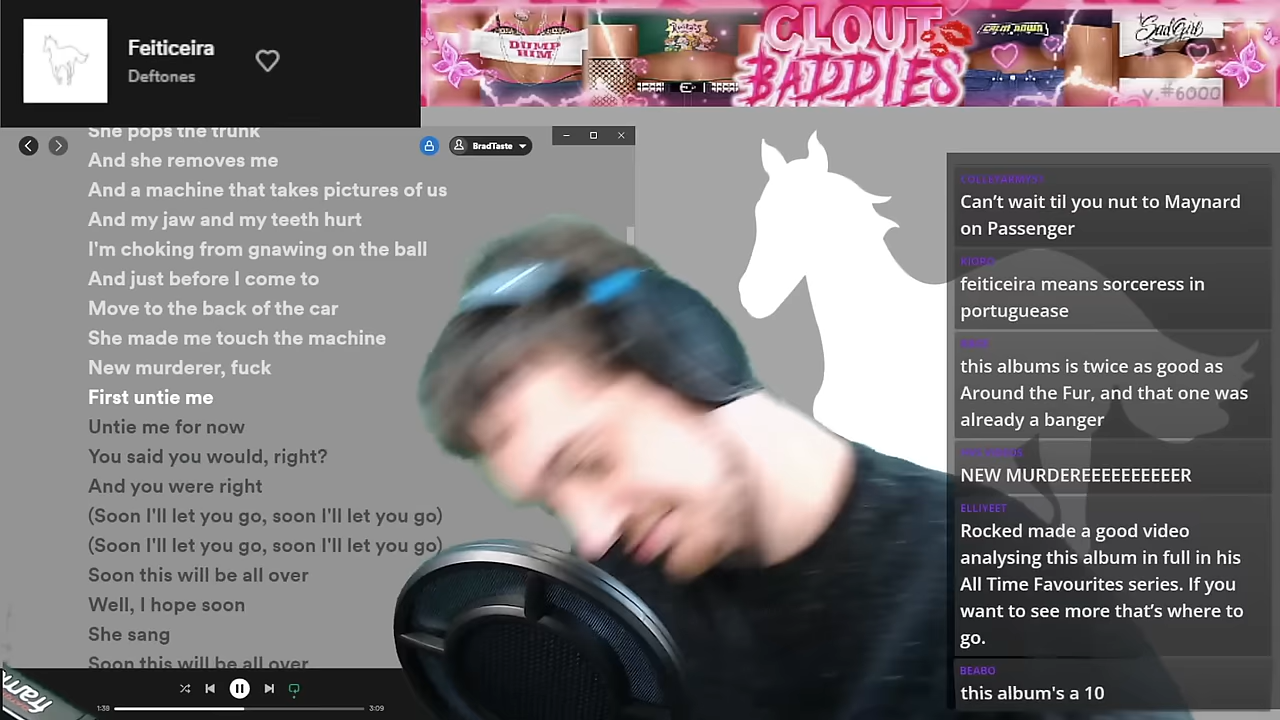 Feiticeira
Deftones
DUMP
HIM
CLOUT
BADDIES
CALM DOWN
Sad Girl
v.#6000
BradTaste
She pops the trunk
And she removes me
And a machine that takes pictures of us
And my jaw and my teeth hurt
I'm choking from gnawing on the ball
And just before I come to
Move to the back of the car
She made me touch the machine
New murderer, fuck
First untie me
Untie me for now
You said you would, right?
And you were right
(Soon I'll let you go, soon I'll let you go)
(Soon I'll let you go, soon I'll let you go)
Soon this will be all over
Well, I hope soon
She sang
Soon this will be all over
1:38
3:09
Can't wait til you nut to Maynard
on Passenger
feiticeira means sorceress in
portuguease
this albums is twice as good as
Around the Fur, and that one was
already a banger
NEW MURDEREEEEEEEEEER
ELLIYEET
Rocked made a good video
analysing this album in full in his
All Time Favourites series. If you
want to see more that's where to
go.
BEABO
this album's a 10